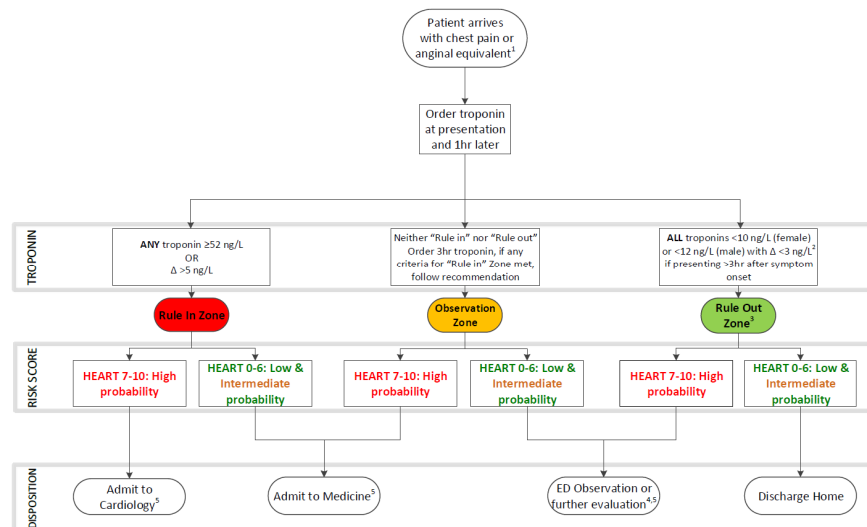 Patient arrives
with chest pain or
anginal equivalent1
Order troponin
at presentation
and 1hr later
TROPONIN
ANY troponin ≥52 ng/L
OR
Δ >5 ng/L
Neither “Rule in” nor “Rule out”
Order 3hr troponin, if any
criteria for “Rule in” Zone met,
follow recommendation
ALL troponins <10 ng/L (female)
or <12 ng/L (male) with Δ <3 ng/L2
if presenting >3hr after symptom
onset
Rule In Zone
Observation
Zone
Rule Out
Zone3
RISK SCORE
HEART 7-10: High
probability
HEART 0-6: Low &
Intermediate
probability
HEART 7-10: High
probability
HEART 0-6: Low &
Intermediate
probability
HEART 7-10: High
probability
HEART 0-6: Low &
Intermediate
probability
DISPOSITION
Admit to
Cardiology5
Admit to Medicine5
ED Observation or
further evaluation4,5
Discharge Home